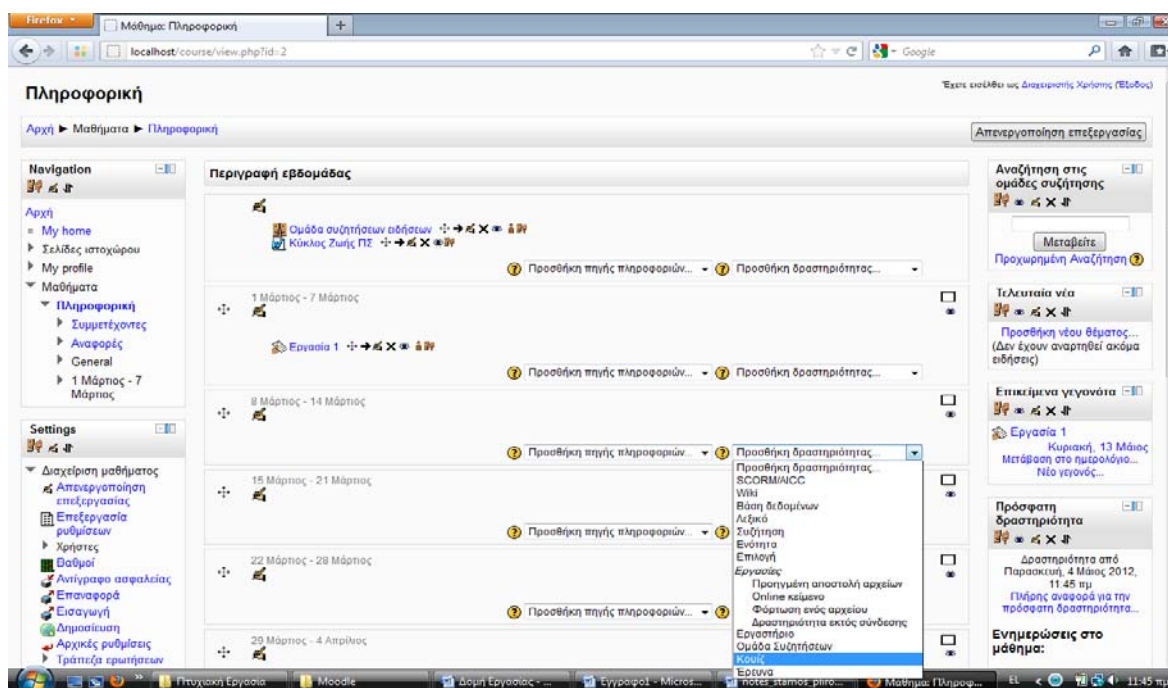 Firefox
Μάθημα: Πληροφορική
localhost/course/view.php?id=2
Google
Πληροφορική
Έχετε εισέλθει ως Διαχειριστής Χρήστης (Έξοδος)
Αρχή ► Μαθήματα ► Πληροφορική
Απενεργοποίηση επεξεργασίας
Navigation
Αρχή
My home
Σελίδες ιστοχώρου
My profile
Μαθήματα
Πληροφορική
Συμμετέχοντες
Αναφορές
General
1 Μάρτιος - 7
Μάρτιος
Settings
Διαχείριση μαθήματος
Απενεργοποίηση
επεξεργασίας
Επεξεργασία
ρυθμίσεων
Χρήστες
Βαθμοί
Αντίγραφο ασφαλείας
Επαναφορά
Εισαγωγή
Δημοσίευση
Αρχικές ρυθμίσεις
Τράπεζα ερωτήσεων
Περιγραφή εβδομάδας
Ομάδα συζητήσεων ειδήσεων
Κύκλος Ζωής ΠΣ
Προσθήκη πηγής πληροφοριών... Προσθήκη δραστηριότητας...
1 Μάρτιος - 7 Μάρτιος
Εργασία 1
Προσθήκη πηγής πληροφοριών... Προσθήκη δραστηριότητας...
8 Μάρτιος - 14 Μάρτιος
Προσθήκη πηγής πληροφοριών... Προσθήκη δραστηριότητας...
Προσθήκη δραστηριότητας...
SCORM/AICC
Wiki
Βάση δεδομένων
Λεξικό
Συζήτηση
Ενότητα
Επιλογή
Εργασίες
Προηγμένη αποστολή αρχείων
Online κείμενο
Φόρτωση ενός αρχείου
Δραστηριότητα εκτός σύνδεσης
Εργαστήριο
Ομάδα Συζητήσεων
Κουίζ
Έρευνα
15 Μάρτιος - 21 Μάρτιος
Προσθήκη πηγής πληροφοριών...
22 Μάρτιος - 28 Μάρτιος
Προσθήκη πηγής πληροφοριών...
29 Μάρτιος - 4 Απρίλιος
Αναζήτηση στις
ομάδες συζήτησης
Μεταβείτε
Προχωρημένη Αναζήτηση
Τελευταία νέα
Προσθήκη νέου θέματος...
(Δεν έχουν αναρτηθεί ακόμα
ειδήσεις)
Επικείμενα γεγονότα
Εργασία 1
Κυριακή, 13 Μάιος
Μετάβαση στο ημερολόγιο...
Νέο γεγονός...
Πρόσφατη
δραστηριότητα
Δραστηριότητα από
Παρασκευή, 4 Μάιος 2012,
11:45 πμ
Πλήρης αναφορά για την
πρόσφατη δραστηριότητα...
Ενημερώσεις στο
μάθημα:
Πτυχιακή Εργασία
Moodle
Δομή Εργασίας - ...
Έγγραφο1 - Micros...
notes_stamos_pliro...
Μάθημα: Πληροφ...
EL
11:45 πμ